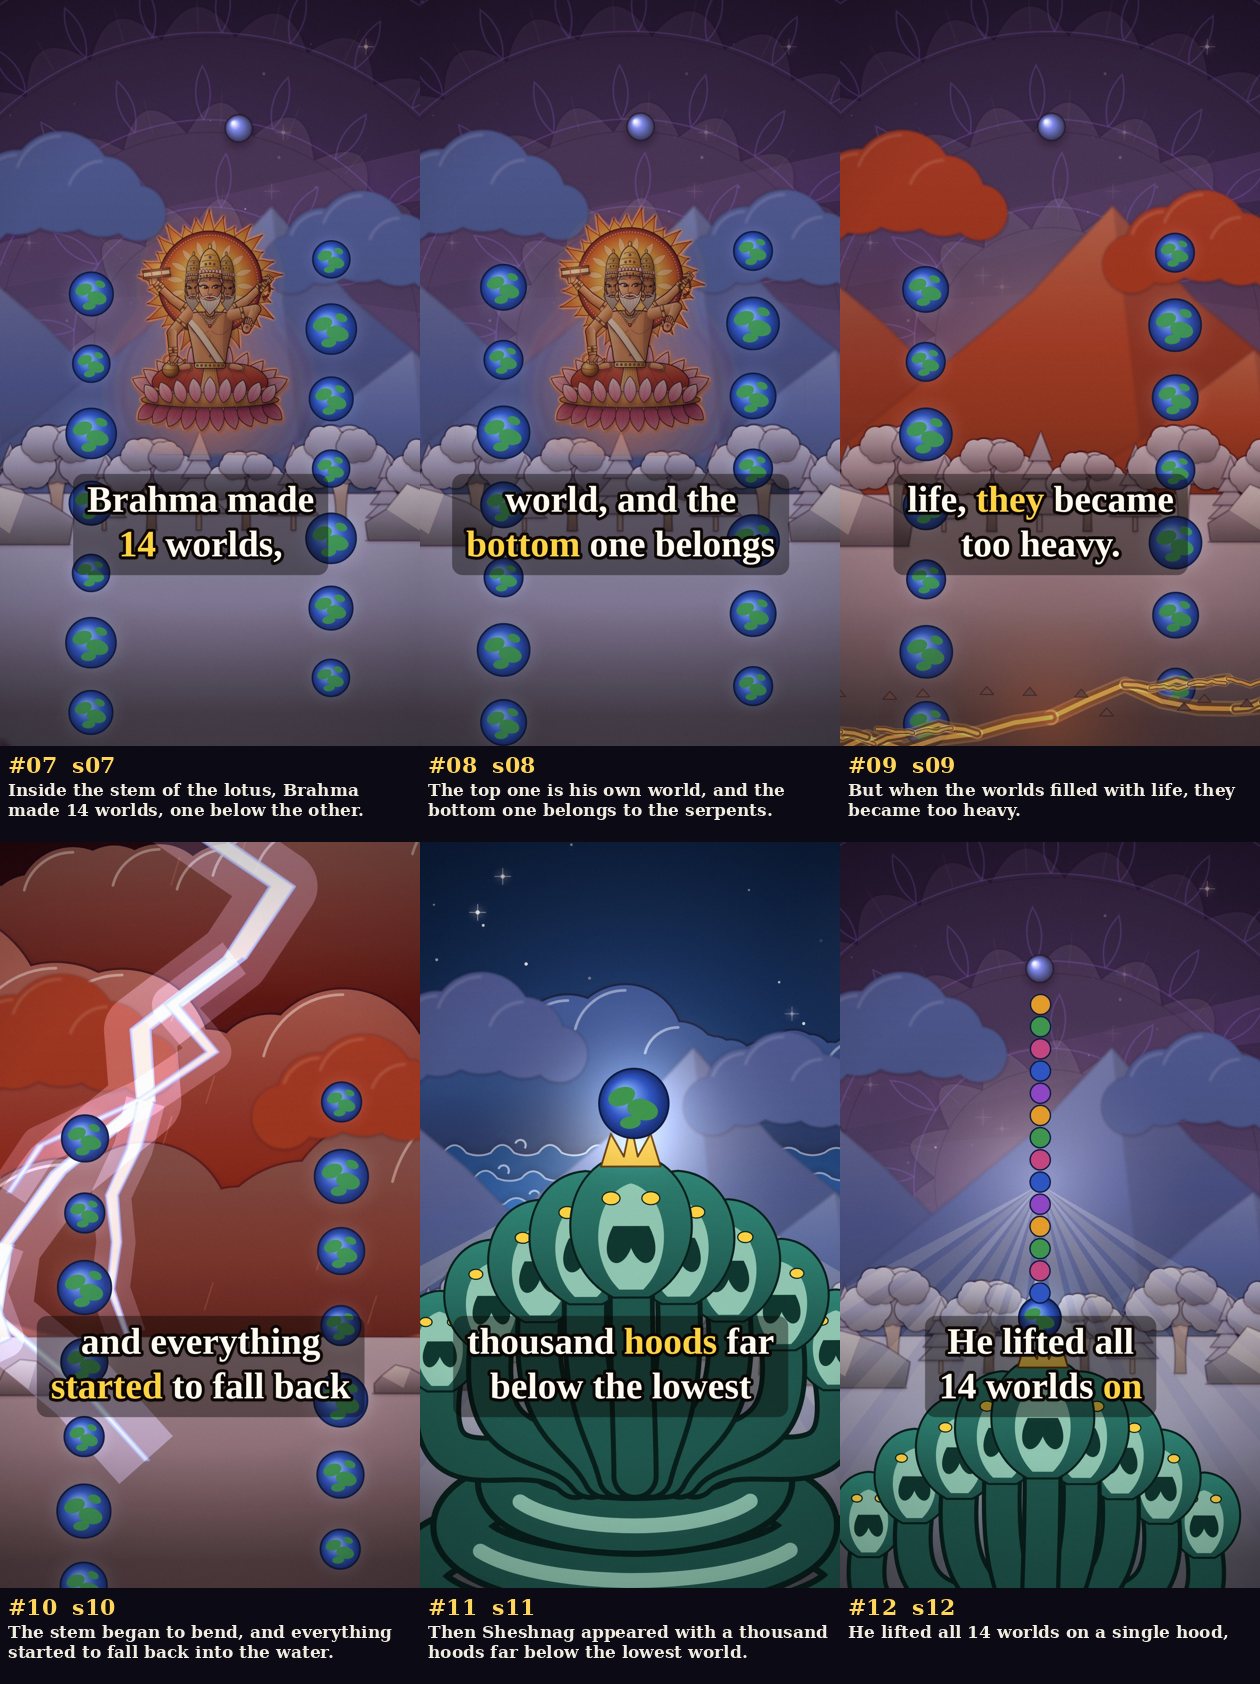 Brahma made
14 worlds,
#07 s07
Inside the stem of the lotus, Brahma
made 14 worlds, one below the other.
world, and the
bottom one belongs
#08 s08
The top one is his own world, and the
bottom one belongs to the serpents.
life, they became
too heavy.
#09 s09
But when the worlds filled with life, they
became too heavy.
and everything
started to fall back
#10 s10
The stem began to bend, and everything
started to fall back into the water.
thousand hoods far
below the lowest
#11 s11
Then Sheshnag appeared with a thousand
hoods far below the lowest world.
He lifted all
14 worlds on
#12 s12
He lifted all 14 worlds on a single hood,